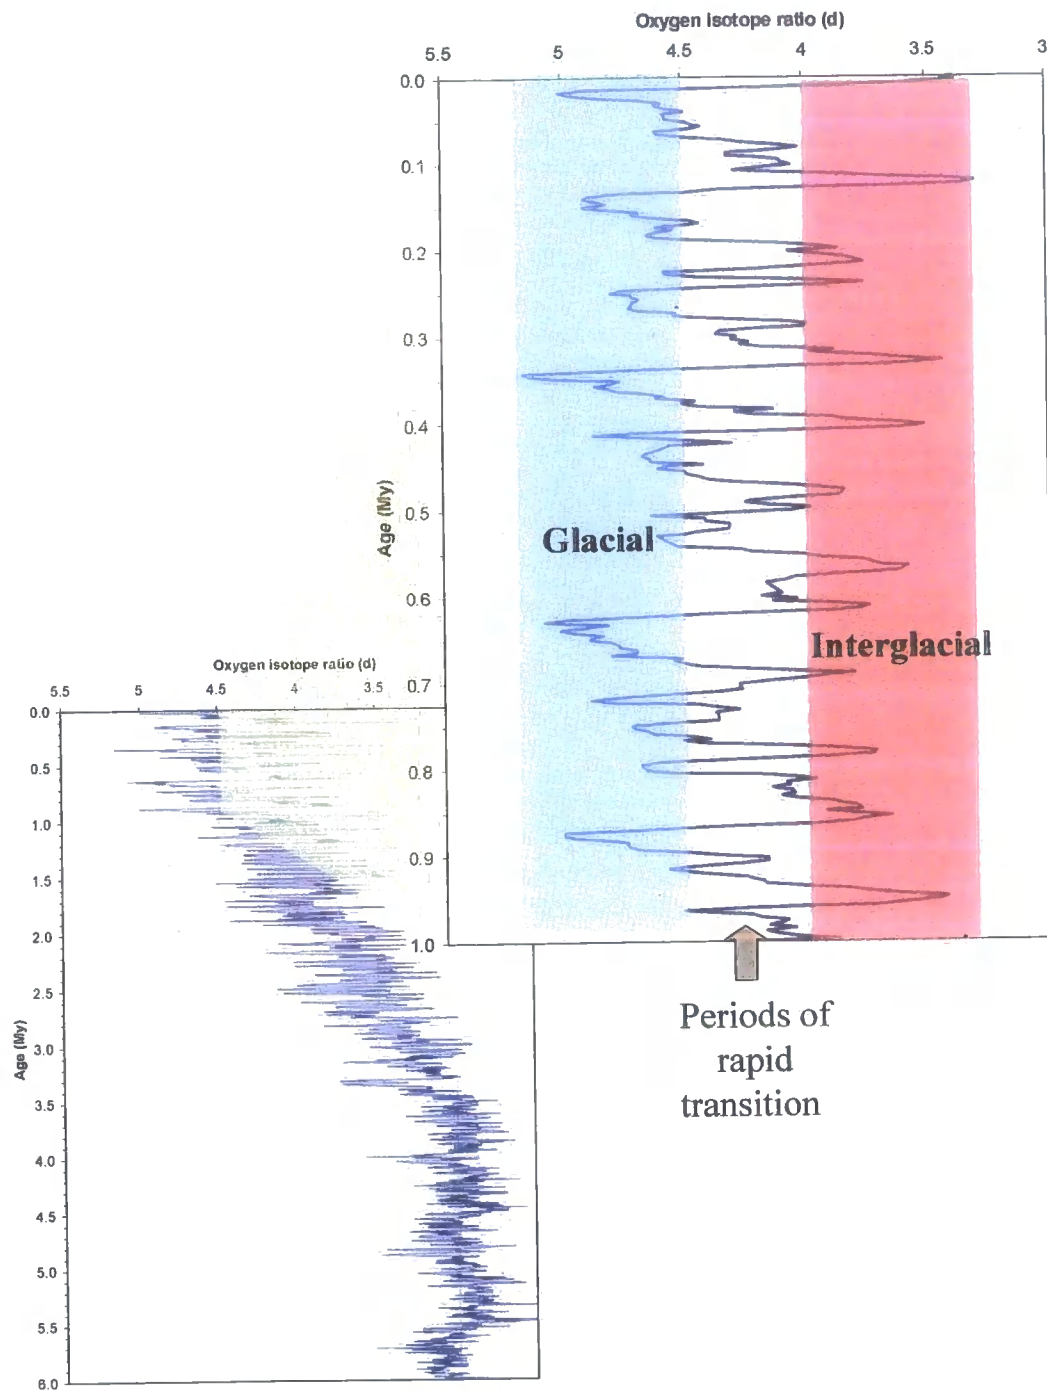 Oxygen isotope ratio (d)
5.5 5 4.5 4 3.5 3
0.0
0.1
0.2
0.3
0.4
Age (My)
0.5
0.6
0.7
0.8
0.9
1.0
Glacial
Interglacial
Periods of
rapid
transition
Oxygen isotope ratio (d)
5.5 5 4.5 4 3.5
0.0
0.5
1.0
1.5
2.0
2.5
Age (My)
3.0
3.5
4.0
4.5
5.0
5.5
6.0